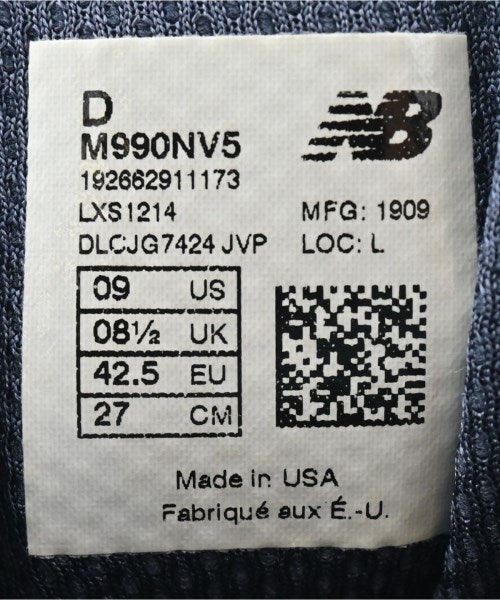 D
M990NV5
NB
192662911173
LXS1214
MFG: 1909
DLCJG7424 JVP
LOC: L
09 US
08½ UK
42.5 EU
27 CM
Made in USA
Fabriqué aux É.-U.